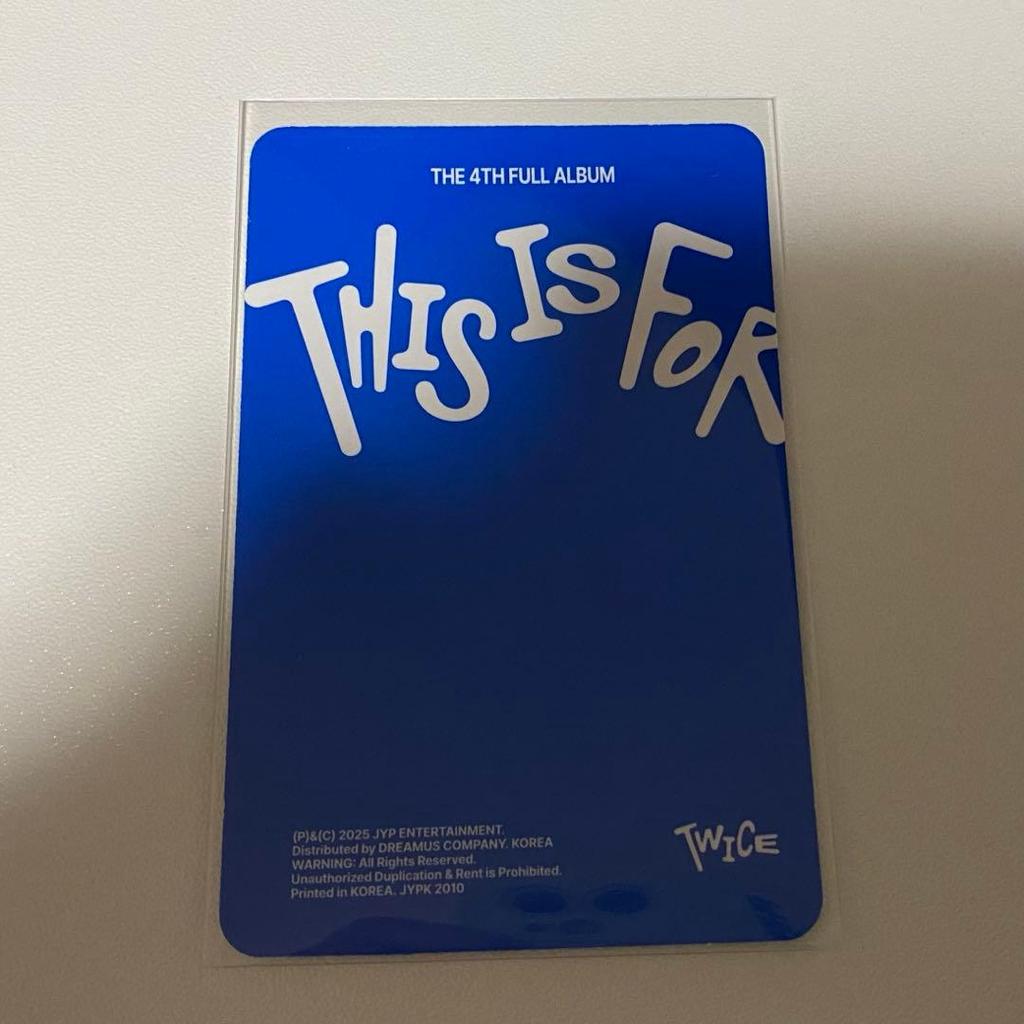 THE 4TH FULL ALBUM
THIS IS FOR
(P)&(C) 2025 JYP ENTERTAINMENT.
Distributed by DREAMUS COMPANY. KOREA
WARNING: All Rights Reserved.
Unauthorized Duplication & Rent is Prohibited.
Printed in KOREA. JYPK 2010
TWICE